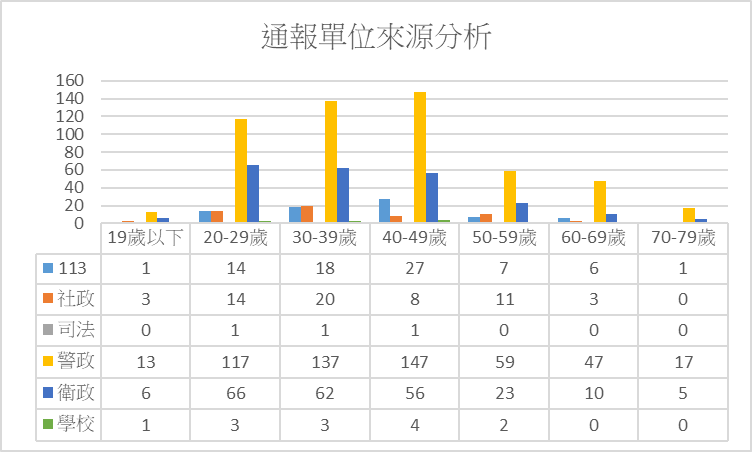 通報單位來源分析
160
140
120
100
80
60
40
20
0
19歲以下 20-29歲 30-39歲 40-49歲 50-59歲 60-69歲 70-79歲
113 1 14 18 27 7 6 1
社政 3 14 20 8 11 3 0
司法 0 1 1 1 0 0 0
警政 13 117 137 147 59 47 17
衛政 6 66 62 56 23 10 5
學校 1 3 3 4 2 0 0